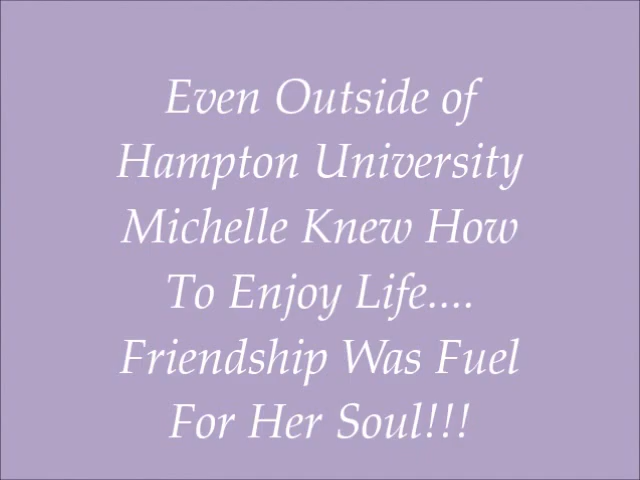 Even Outside of
Hampton University
Michelle Knew How
To Enjoy Life....
Friendship Was Fuel
For Her Soul!!!